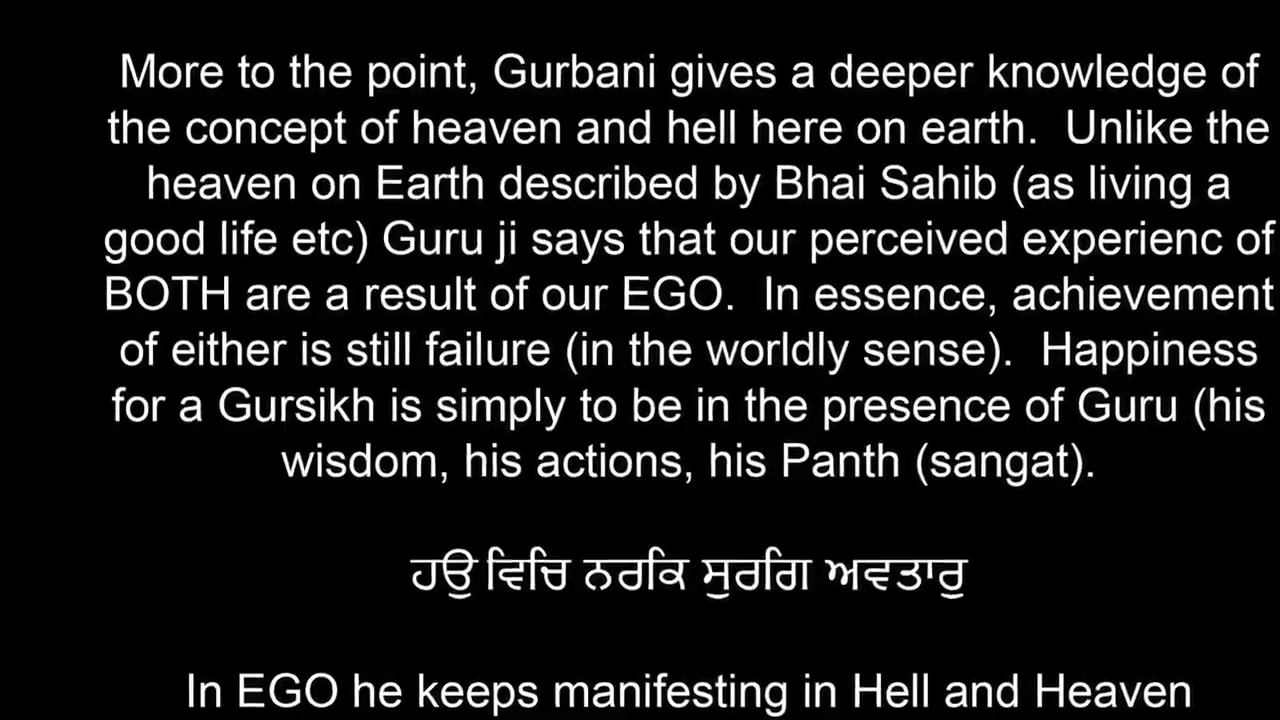 More to the point, Gurbani gives a deeper knowledge of
the concept of heaven and hell here on earth.  Unlike the
heaven on Earth described by Bhai Sahib (as living a
good life etc) Guru ji says that our perceived experienc of
BOTH are a result of our EGO.  In essence, achievement
of either is still failure (in the worldly sense).  Happiness
for a Gursikh is simply to be in the presence of Guru (his
wisdom, his actions, his Panth (sangat).
ਹਉ ਵਿਚਿ ਨਰਕਿ ਸੁਰਗਿ ਅਵਤਾਰੁ
In EGO he keeps manifesting in Hell and Heaven